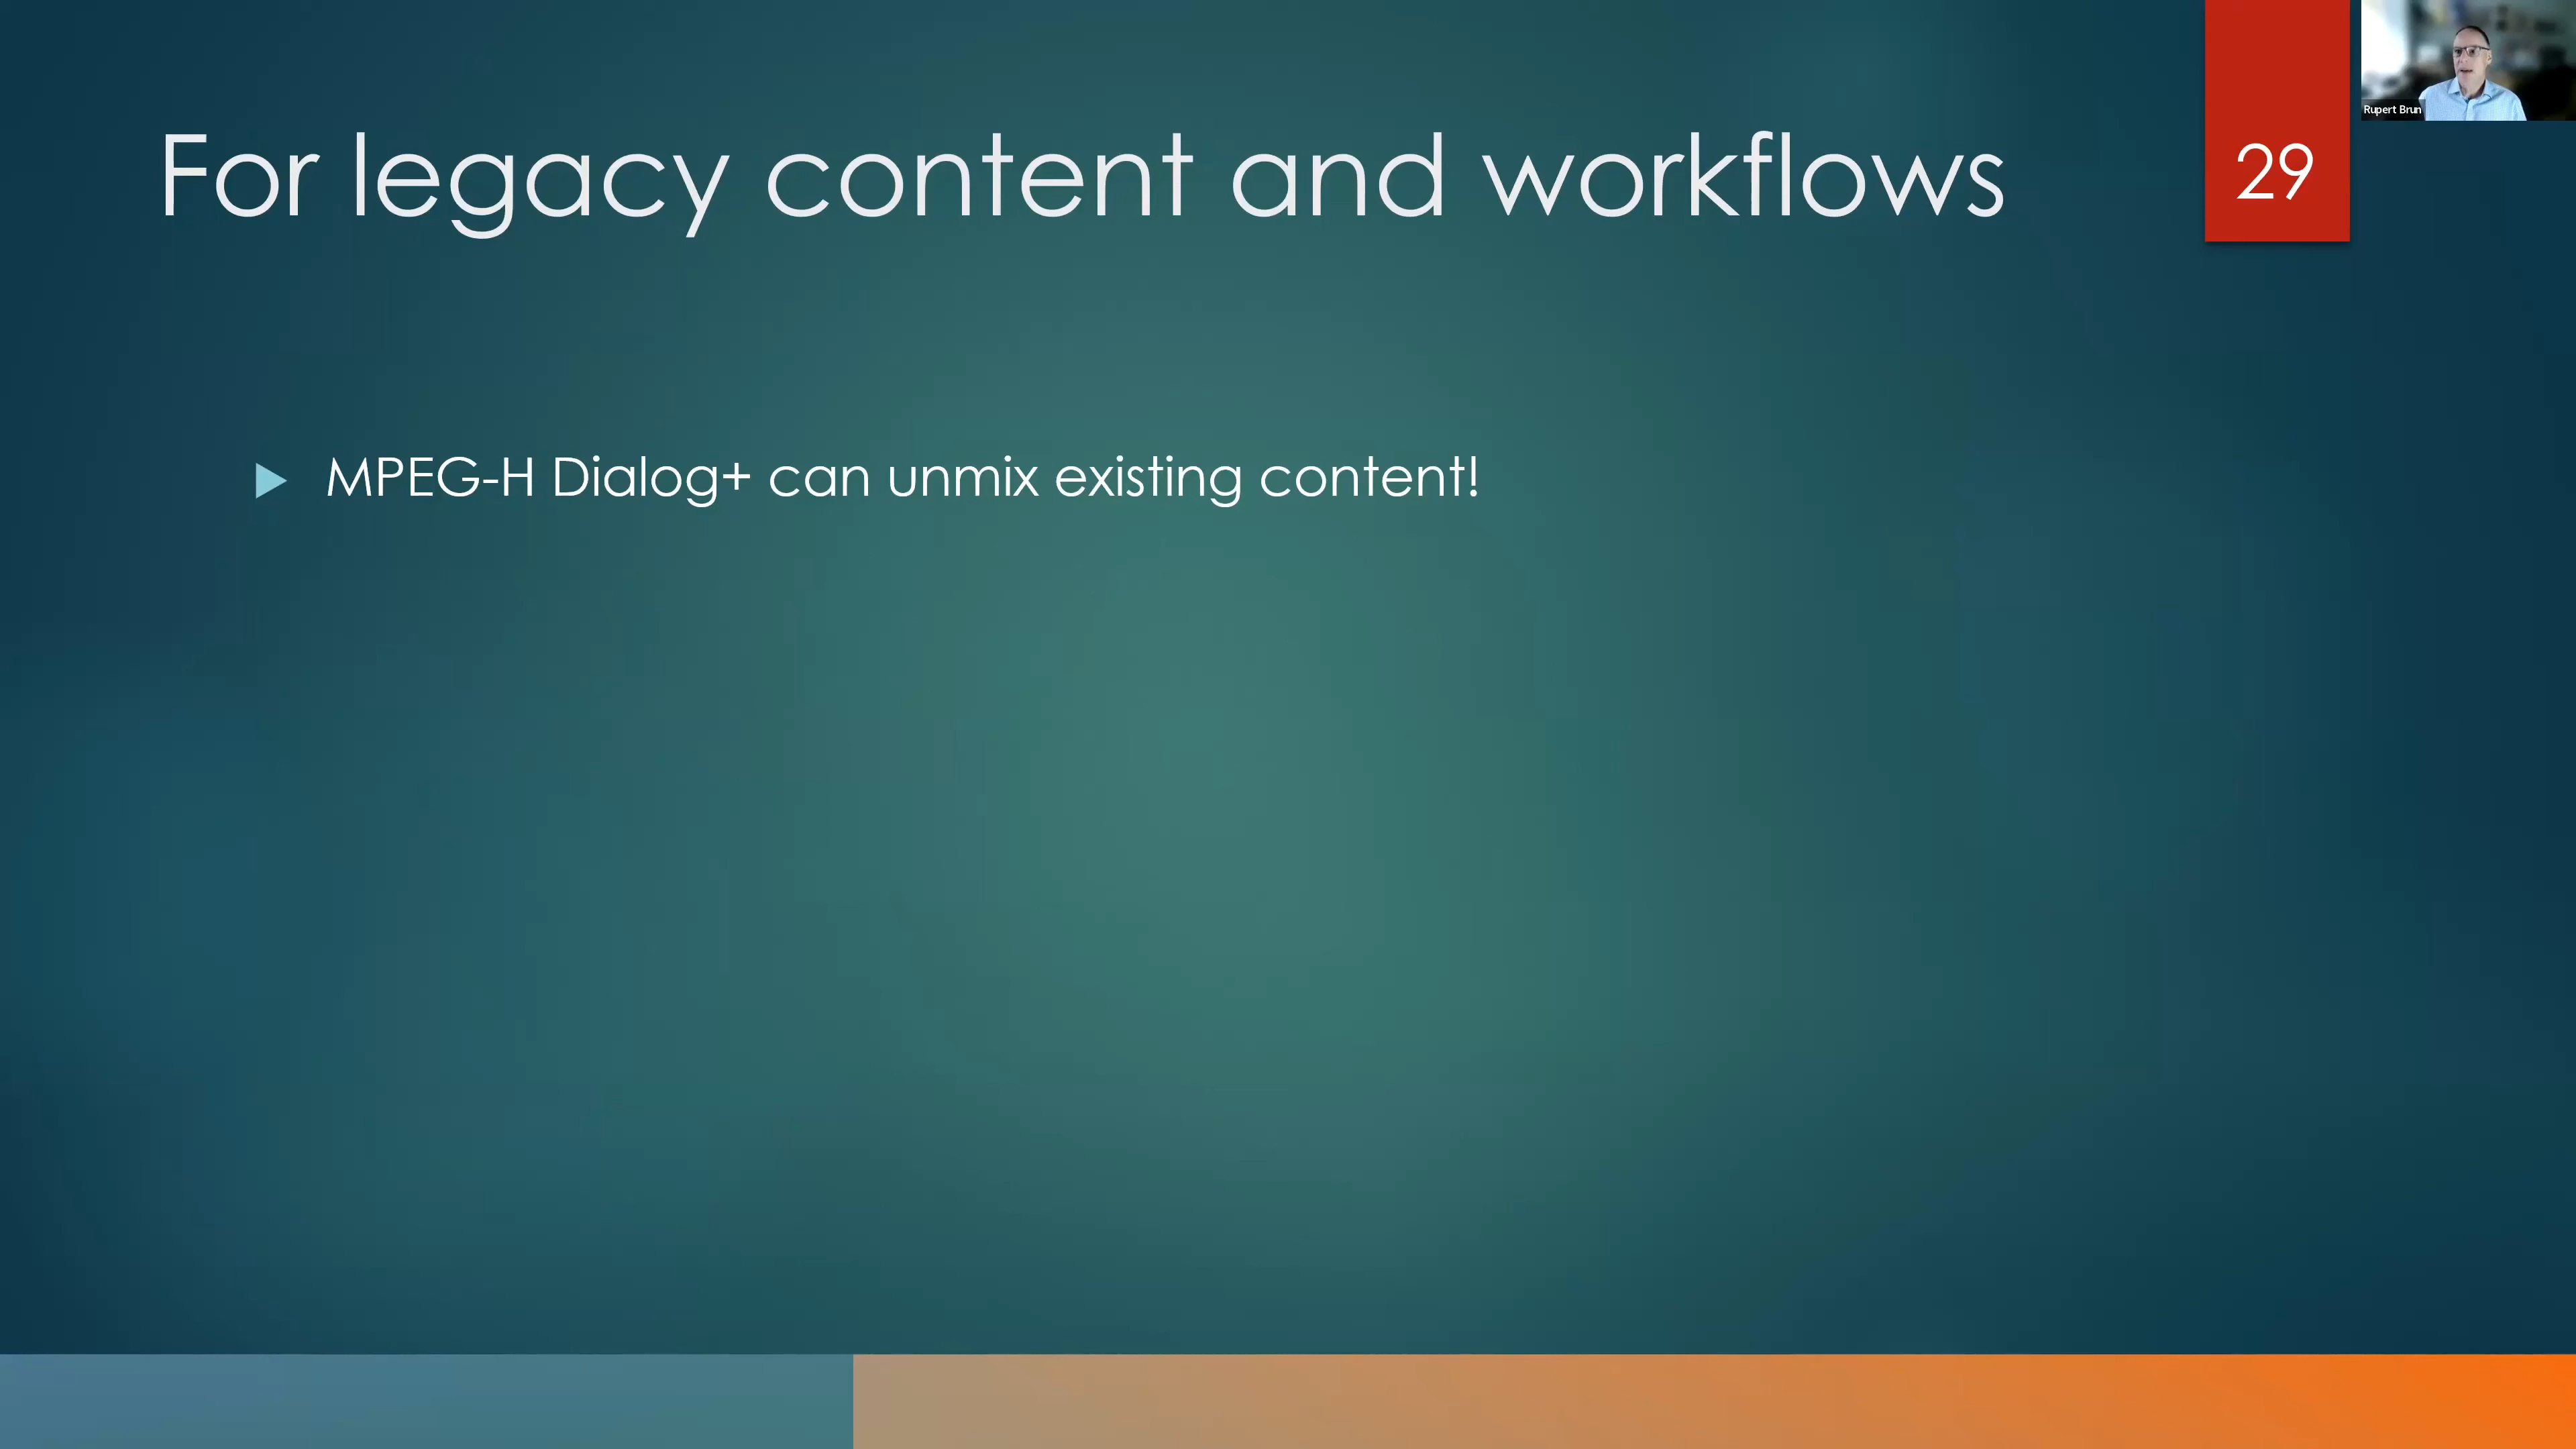 For legacy content and workflows
29
Rupert Brun
MPEG-H Dialog+ can unmix existing content!